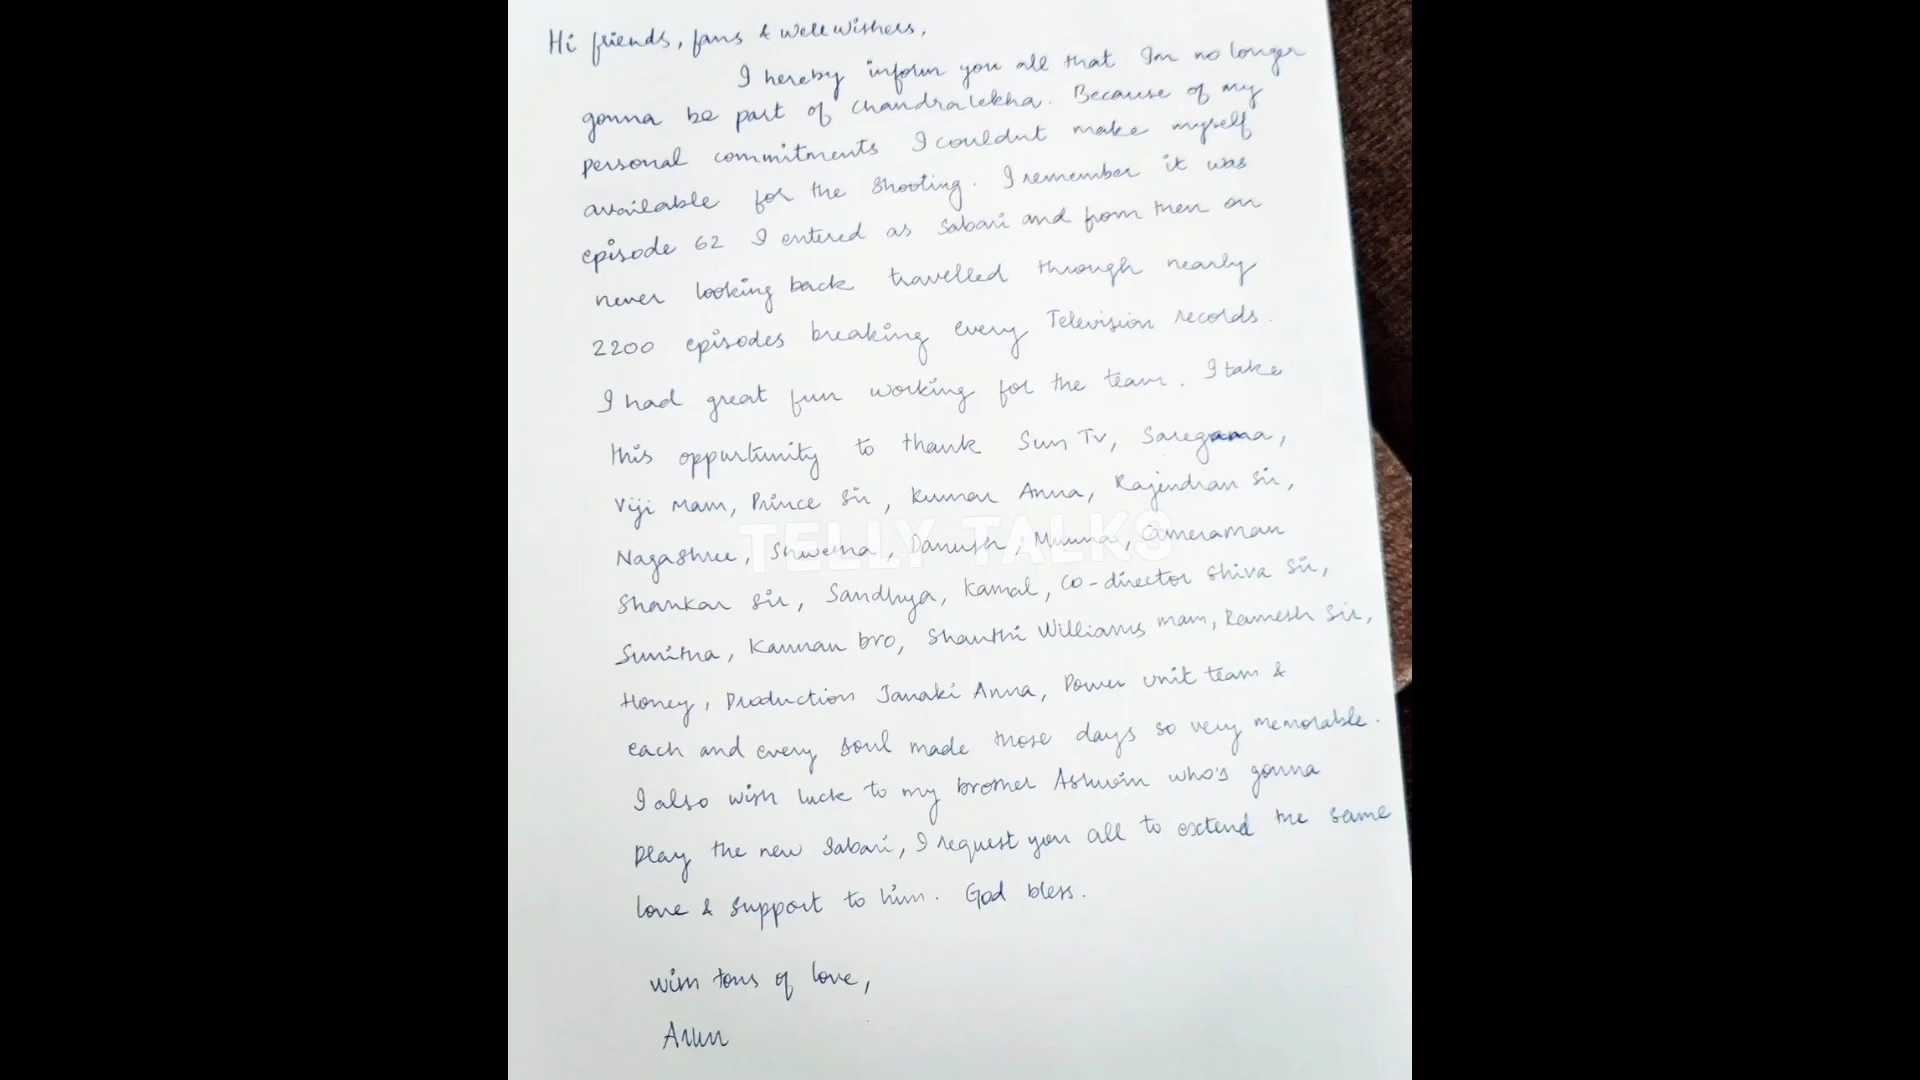 Hi friends, fans & well wishers,
I hereby inform you all that Im no longer
gonna be part of chandralekha. Because of my
personal commitments I couldnt make myself
available for the shooting. I remember it was
episode 62 I entered as Sabari and from then on
never looking back travelled through nearly
2200 episodes breaking every Television records.
I had great fun working for the team. I take
this oppurtunity to thank Sun TV, Saregama,
Viji Mam, Prince Sir, Kumar Anna, Rajendran Sir,
Nagashree, Shwetha, Danush, Munna, Cameraman
TELLY TALKS
Shankar Sir, Sandhya, Kamal, Co-director Shiva Sir,
Sunitha, Kannan bro, Shanthi Williams mam, Ramesh Sir,
Honey, Production Janaki Anna, Power unit team &
each and every soul made those days so very memorable.
I also wish luck to my brother Ashwin who's gonna
play the new Sabari, I request you all to extend the same
love & support to him. God bless.
with tons of love,
Arun